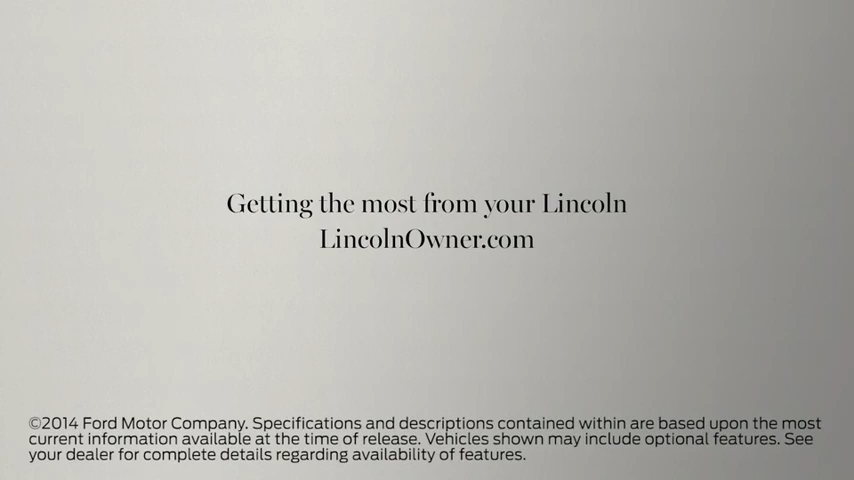 Getting the most from your Lincoln
LincolnOwner.com
©2014 Ford Motor Company. Specifications and descriptions contained within are based upon the most
current information available at the time of release. Vehicles shown may include optional features. See
your dealer for complete details regarding availability of features.